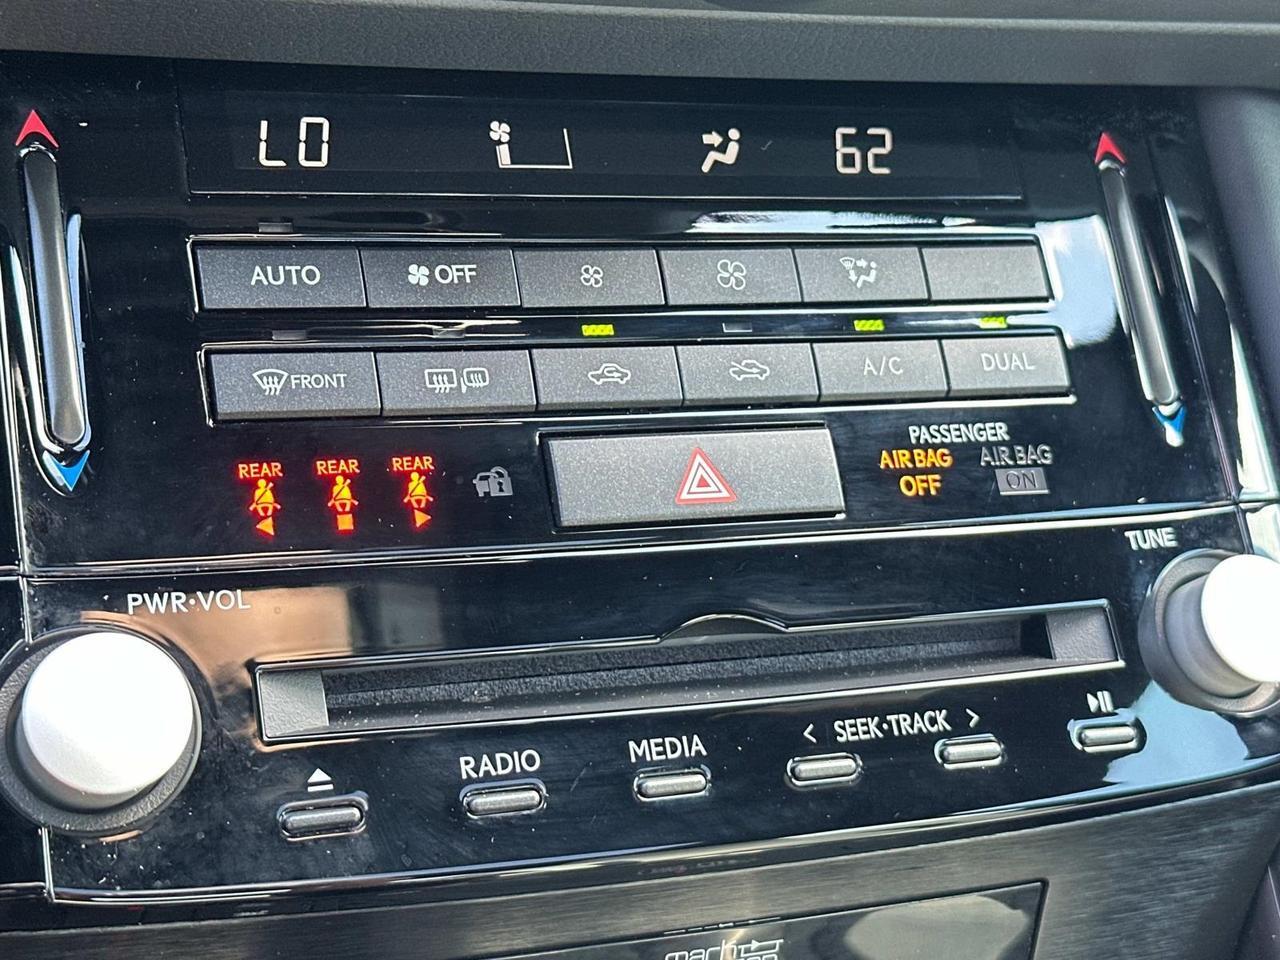 LO 62
AUTO OFF
FRONT A/C DUAL
REAR REAR REAR
PASSENGER
AIR BAG AIR BAG
OFF ON
PWR·VOL TUNE
RADIO MEDIA < SEEK·TRACK >